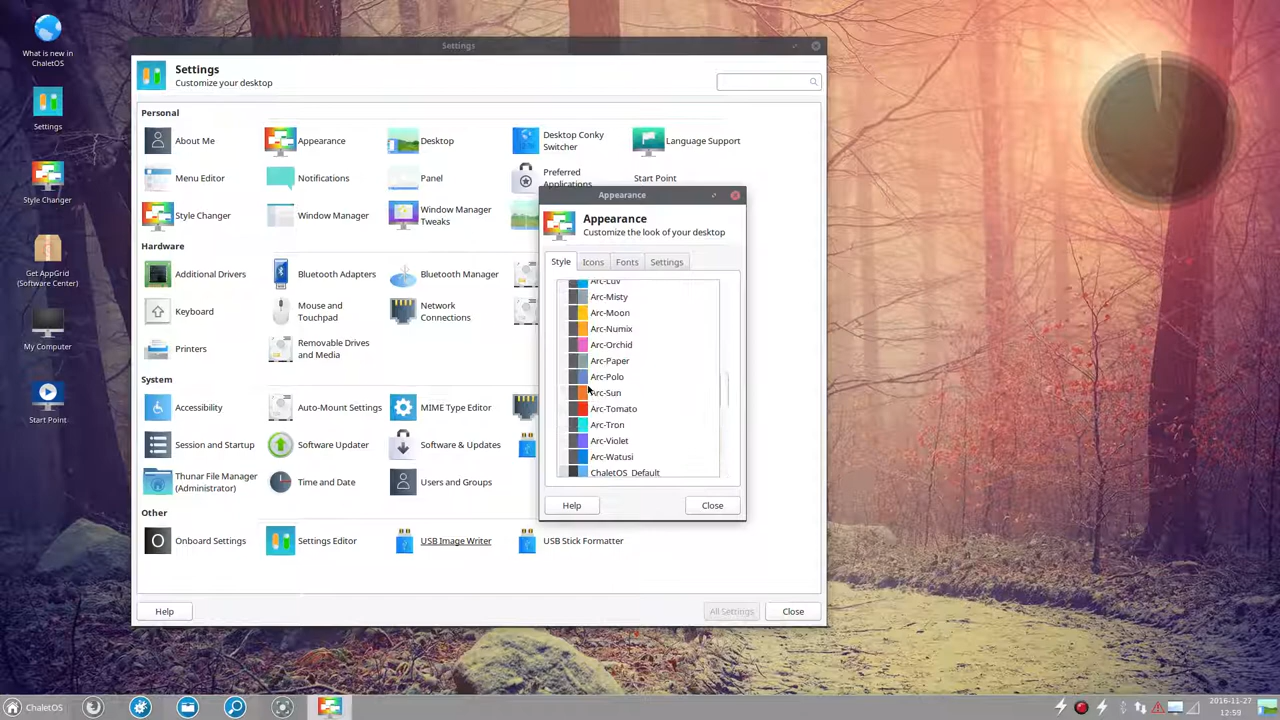 What is new in
ChaletOS
Settings
Style Changer
Get AppGrid
(Software Center)
My Computer
Start Point
Settings
Settings
Customize your desktop
Personal
About Me
Appearance
Desktop
Desktop Conky
Switcher
Language Support
Menu Editor
Notifications
Panel
Preferred
Applications
Start Point
Style Changer
Window Manager
Window Manager
Tweaks
Hardware
Additional Drivers
Bluetooth Adapters
Bluetooth Manager
Keyboard
Mouse and
Touchpad
Network
Connections
Printers
Removable Drives
and Media
System
Accessibility
Auto-Mount Settings
MIME Type Editor
Session and Startup
Software Updater
Software & Updates
Thunar File Manager
(Administrator)
Time and Date
Users and Groups
Other
Onboard Settings
Settings Editor
USB Image Writer
USB Stick Formatter
Help
All Settings
Close
Appearance
Appearance
Customize the look of your desktop
Style
Icons
Fonts
Settings
Arc-Luv
Arc-Misty
Arc-Moon
Arc-Numix
Arc-Orchid
Arc-Paper
Arc-Polo
Arc-Sun
Arc-Tomato
Arc-Tron
Arc-Violet
Arc-Watusi
ChaletOS Default
Help
Close
ChaletOS
2016-11-27
12:59